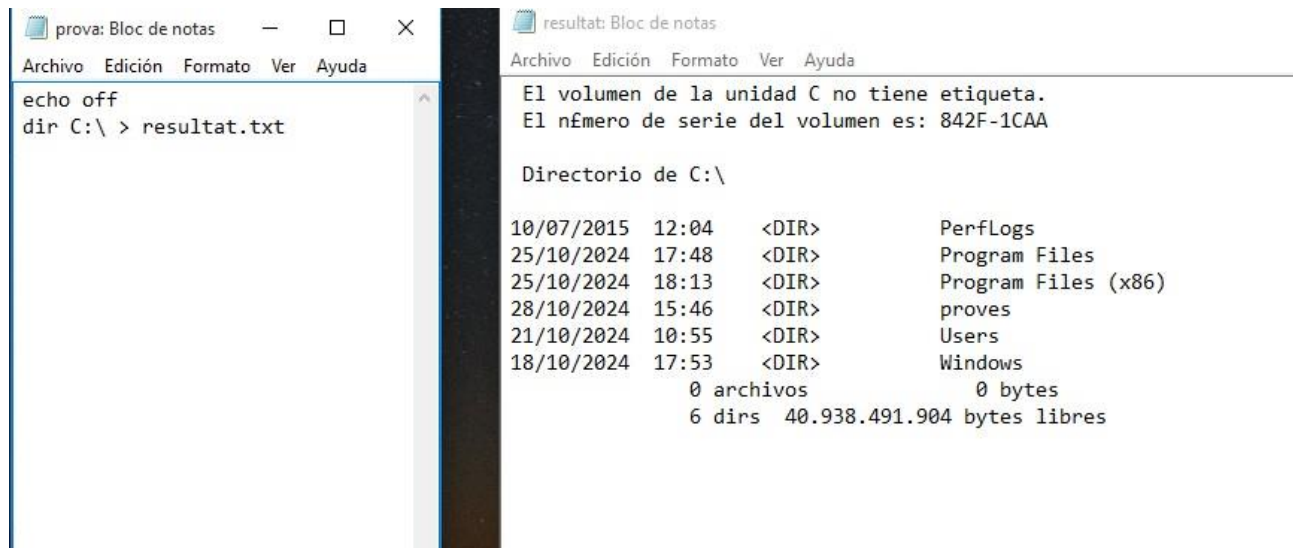 prova: Bloc de notas
Archivo Edición Formato Ver Ayuda
echo off
dir C:\ > resultat.txt
resultat: Bloc de notas
Archivo Edición Formato Ver Ayuda
El volumen de la unidad C no tiene etiqueta.
El n£mero de serie del volumen es: 842F-1CAA
Directorio de C:\
10/07/2015 12:04 <DIR> PerfLogs
25/10/2024 17:48 <DIR> Program Files
25/10/2024 18:13 <DIR> Program Files (x86)
28/10/2024 15:46 <DIR> proves
21/10/2024 10:55 <DIR> Users
18/10/2024 17:53 <DIR> Windows
0 archivos 0 bytes
6 dirs 40.938.491.904 bytes libres